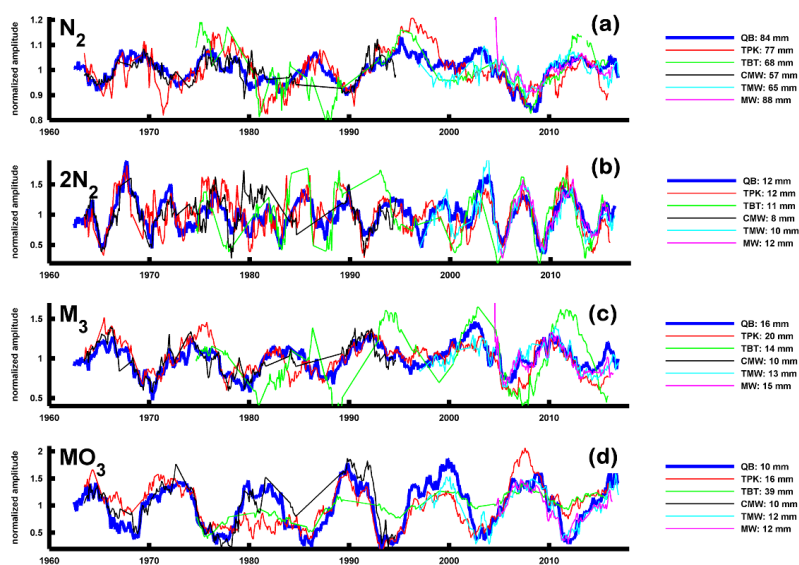 N2 (a)
normalized amplitude
1.2
1.1
1.0
0.9
0.8
1960 1970 1980 1990 2000 2010
QB: 84 mm
TPK: 77 mm
TBT: 68 mm
CMW: 57 mm
TMW: 65 mm
MW: 88 mm
2N2 (b)
normalized amplitude
1.5
1
0.5
1960 1970 1980 1990 2000 2010
QB: 12 mm
TPK: 12 mm
TBT: 11 mm
CMW: 8 mm
TMW: 10 mm
MW: 12 mm
M3 (c)
normalized amplitude
1.5
1
0.5
1960 1970 1980 1990 2000 2010
QB: 16 mm
TPK: 20 mm
TBT: 14 mm
CMW: 10 mm
TMW: 13 mm
MW: 15 mm
MO3 (d)
normalized amplitude
2
1.5
1
0.5
1960 1970 1980 1990 2000 2010
QB: 10 mm
TPK: 16 mm
TBT: 39 mm
CMW: 10 mm
TMW: 12 mm
MW: 12 mm